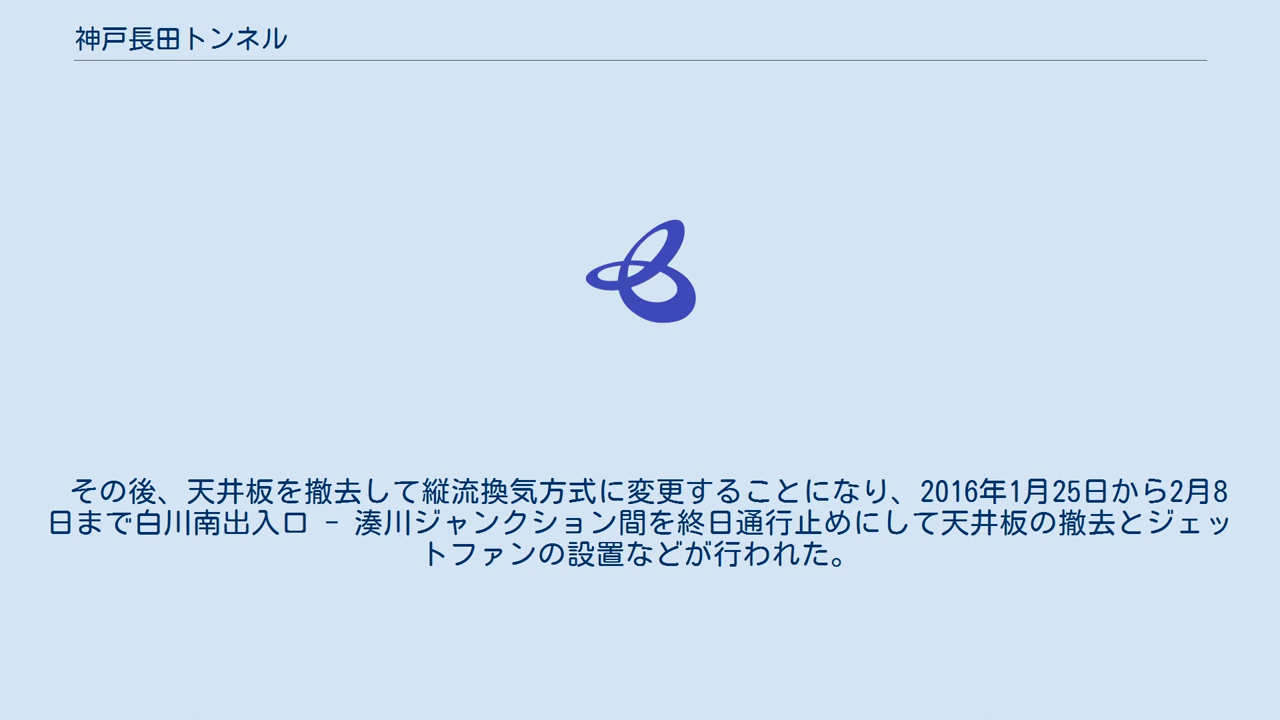 神戸長田トンネル
その後、天井板を撤去して縦流換気方式に変更することになり、2016年1月25日から2月8
日まで白川南出入口 - 湊川ジャンクション間を終日通行止めにして天井板の撤去とジェッ
トファンの設置などが行われた。